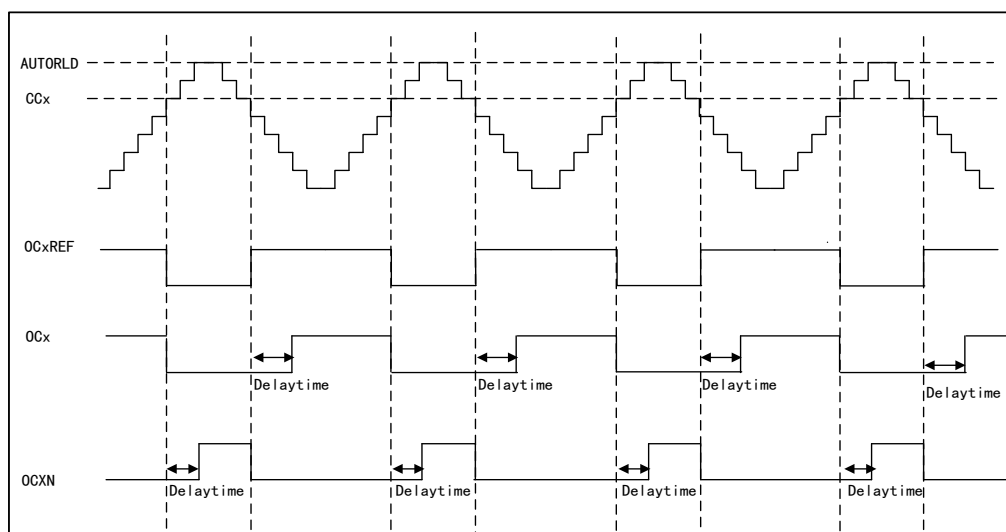 AUTORLD
CCx
OCxREF
OCx
Delaytime
Delaytime
Delaytime
Delaytime
OCXN
Delaytime
Delaytime
Delaytime
Delaytime